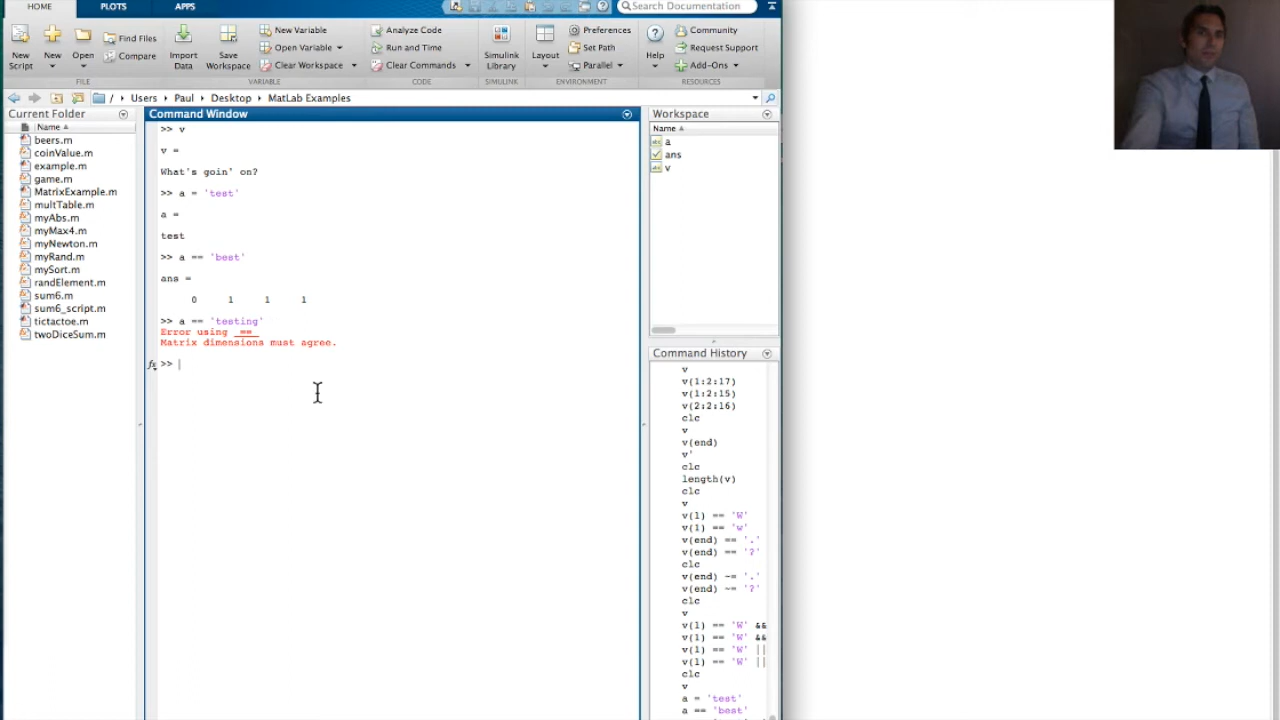 HOME PLOTS APPS
Search Documentation
New Script
New
Open
Find Files
Compare
Import Data
Save Workspace
New Variable
Open Variable
Clear Workspace
Analyze Code
Run and Time
Clear Commands
Simulink Library
Layout
Preferences
Set Path
Parallel
Help
Community
Request Support
Add-Ons
FILE VARIABLE CODE SIMULINK ENVIRONMENT RESOURCES
/ Users Paul Desktop MatLab Examples
Current Folder
Name
beers.m
coinValue.m
example.m
game.m
MatrixExample.m
multTable.m
myAbs.m
myMax4.m
myNewton.m
myRand.m
mySort.m
randElement.m
sum6.m
sum6_script.m
tictactoe.m
twoDiceSum.m
Command Window
>> v
v =
What's goin' on?
>> a = 'test'
a =
test
>> a == 'best'
ans =
0 1 1 1
>> a == 'testing'
Error using ==
Matrix dimensions must agree.
fx >>
Workspace
Name
a
ans
v
Command History
v
v(1:2:17)
v(1:2:15)
v(2:2:16)
clc
v
v(end)
v'
clc
length(v)
clc
v
v(1) == 'W'
v(1) == 'w'
v(end) == '.'
v(end) == '?'
clc
v(end) ~= '.'
v(end) ~= '?'
clc
v
v(1) == 'W' &&
v(1) == 'W' &&
v(1) == 'W' ||
v(1) == 'W' ||
clc
v
a = 'test'
a == 'best'